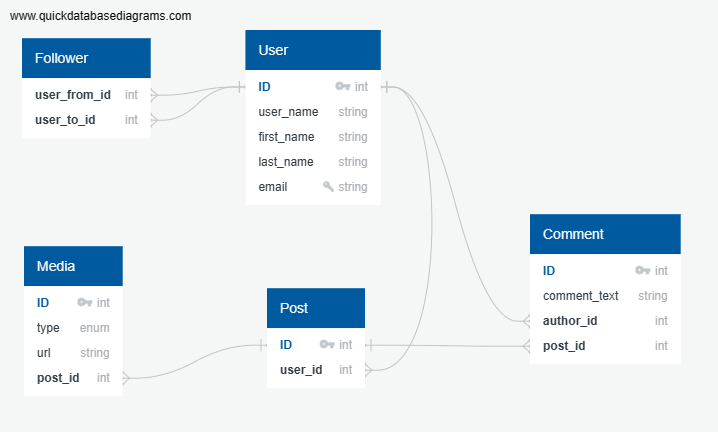 www.quickdatabasediagrams.com
Follower
user_from_id int
user_to_id int
User
ID int
user_name string
first_name string
last_name string
email string
Media
ID int
type enum
url string
post_id int
Post
ID int
user_id int
Comment
ID int
comment_text string
author_id int
post_id int